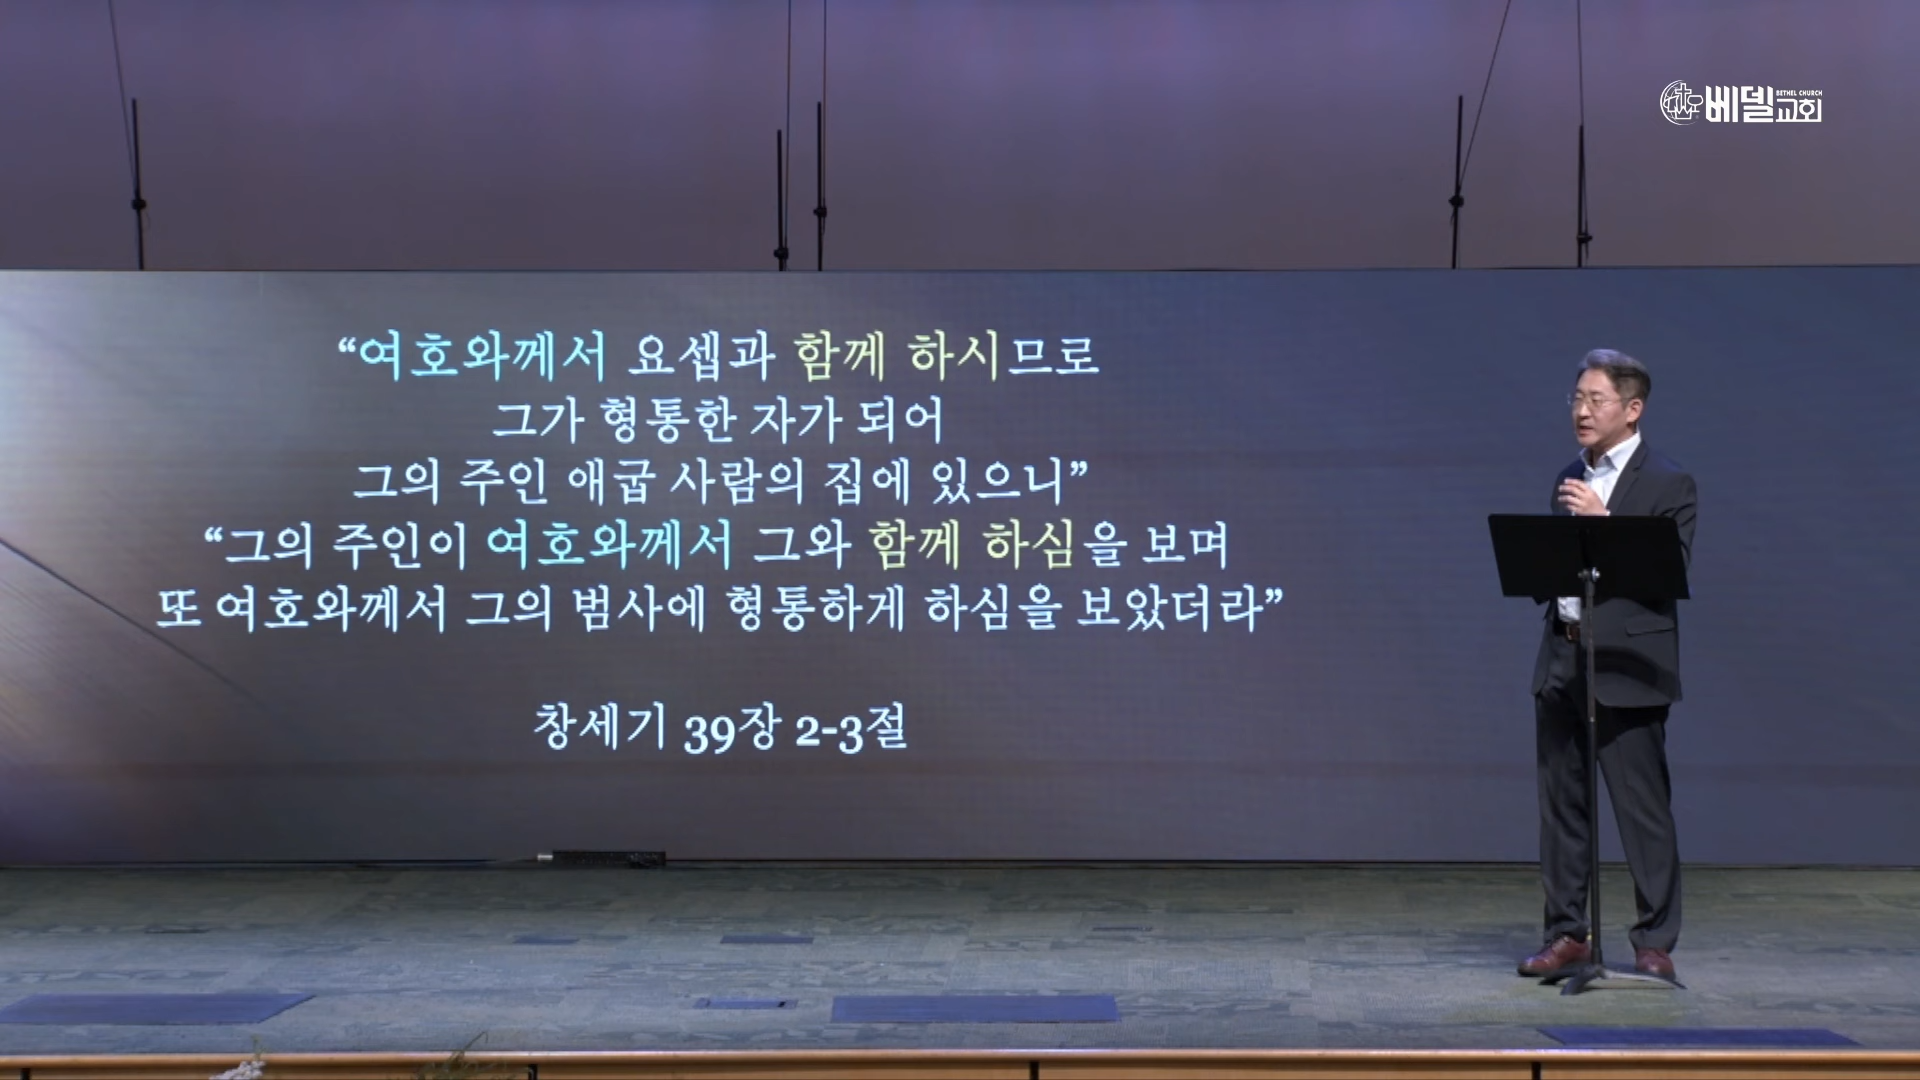 베델교회
BETHEL CHURCH
“여호와께서 요셉과 함께 하시므로
그가 형통한 자가 되어
그의 주인 애굽 사람의 집에 있으니”
“그의 주인이 여호와께서 그와 함께 하심을 보며
또 여호와께서 그의 범사에 형통하게 하심을 보았더라”
창세기 39장 2-3절